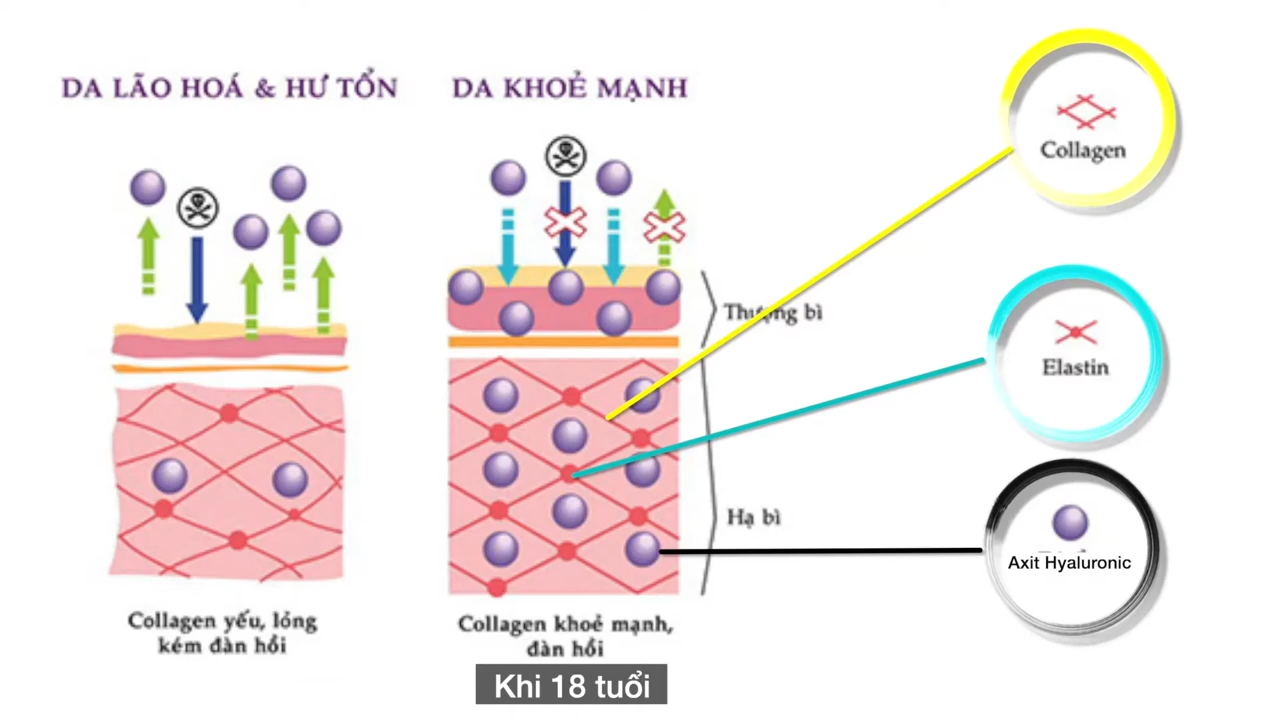 DA LÃO HOÁ & HƯ TỔN
DA KHOẺ MẠNH
Collagen
Thượng bì
Elastin
Hạ bì
Axit Hyaluronic
Collagen yếu, lỏng
kém đàn hồi
Collagen khoẻ mạnh,
đàn hồi
Khi 18 tuổi